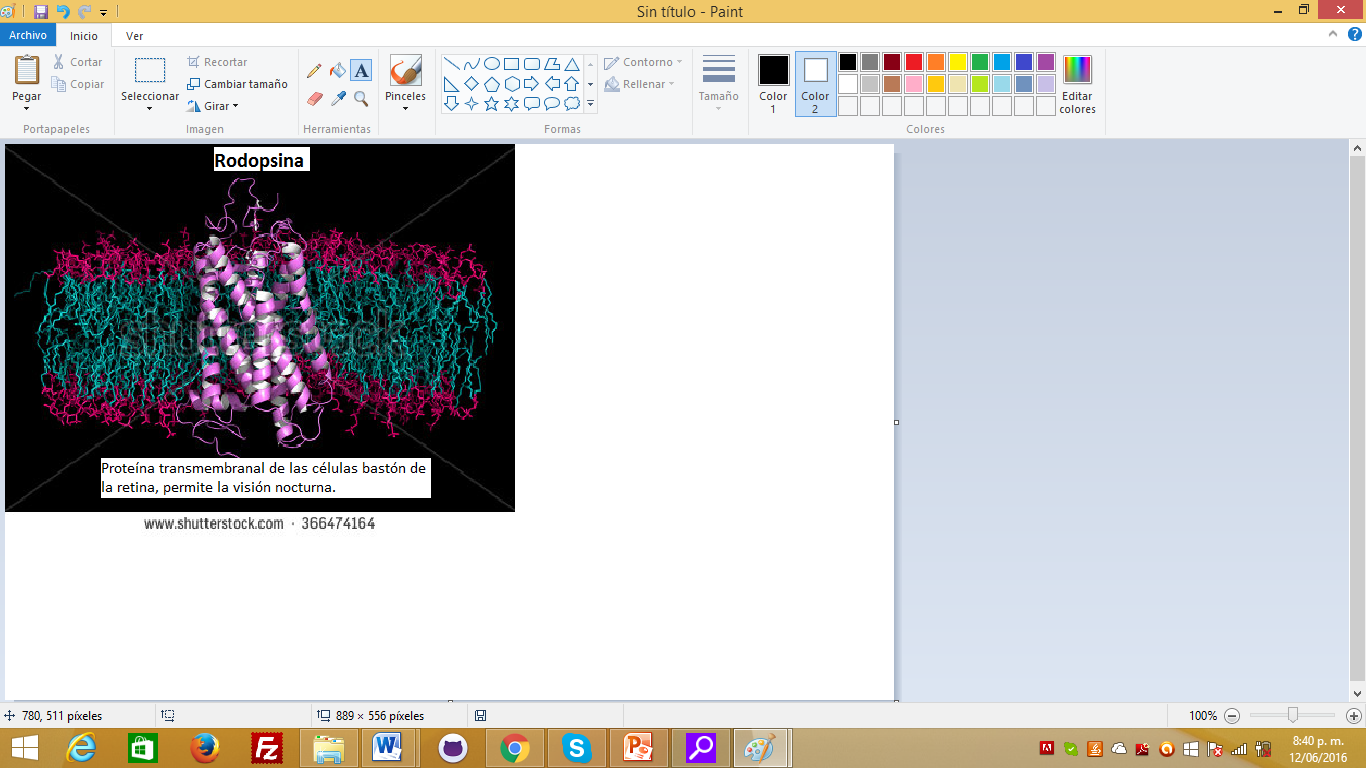 Sin título - Paint
Archivo
Inicio
Ver
Pegar
Cortar
Copiar
Portapapeles
Seleccionar
Recortar
Cambiar tamaño
Girar
Imagen
A
Herramientas
Pinceles
Contorno
Rellenar
Formas
Tamaño
Color
1
Color
2
Editar
colores
Colores
Rodopsina
shutterstock
Proteína transmembranal de las células bastón de
la retina, permite la visión nocturna.
www.shutterstock.com · 366474164
780, 511 píxeles
889 × 556 píxeles
100%
8:40 p. m.
12/06/2016